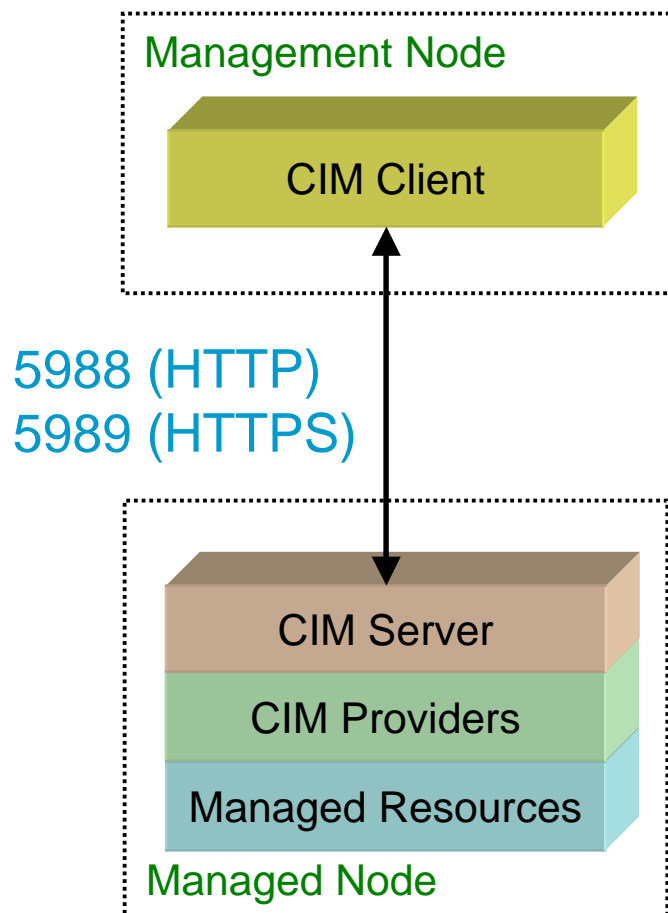 Management Node
CIM Client
5988 (HTTP)
5989 (HTTPS)
CIM Server
CIM Providers
Managed Resources
Managed Node